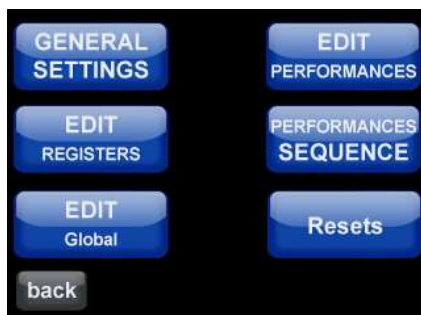 GENERAL
SETTINGS
EDIT
PERFORMANCES
EDIT
REGISTERS
PERFORMANCES
SEQUENCE
EDIT
Global
Resets
back